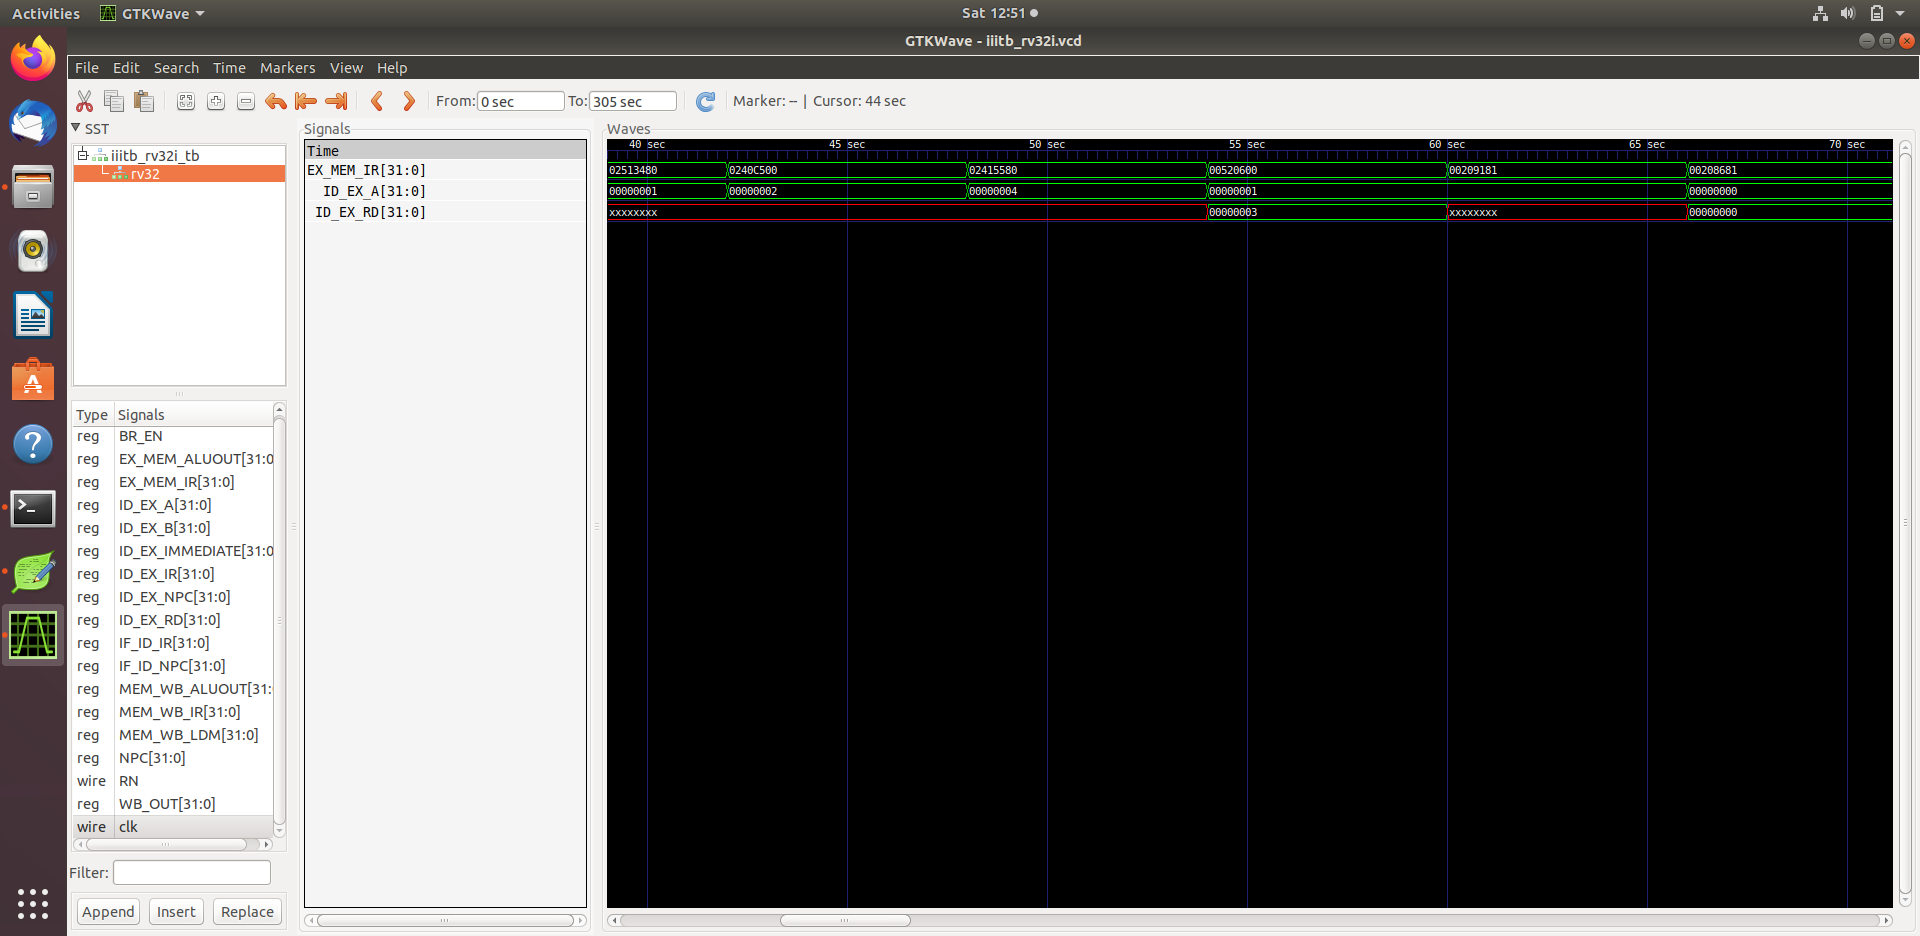 Activities GTKWave Sat 12:51
GTKWave - iiitb_rv32i.vcd
File Edit Search Time Markers View Help
From: 0 sec To: 305 sec Marker: -- | Cursor: 44 sec
SST
iiitb_rv32i_tb
rv32
Type Signals
reg BR_EN
reg EX_MEM_ALUOUT[31:0
reg EX_MEM_IR[31:0]
reg ID_EX_A[31:0]
reg ID_EX_B[31:0]
reg ID_EX_IMMEDIATE[31:0
reg ID_EX_IR[31:0]
reg ID_EX_NPC[31:0]
reg ID_EX_RD[31:0]
reg IF_ID_IR[31:0]
reg IF_ID_NPC[31:0]
reg MEM_WB_ALUOUT[31:
reg MEM_WB_IR[31:0]
reg MEM_WB_LDM[31:0]
reg NPC[31:0]
wire RN
reg WB_OUT[31:0]
wire clk
Filter:
Append Insert Replace
Signals
Time
EX_MEM_IR[31:0]
ID_EX_A[31:0]
ID_EX_RD[31:0]
Waves
40 sec 45 sec 50 sec 55 sec 60 sec 65 sec 70 sec
02513480 0240C500 02415580 00520600 00209181 00208681
00000001 00000002 00000004 00000001 00000000
xxxxxxxx 00000003 xxxxxxxx 00000000